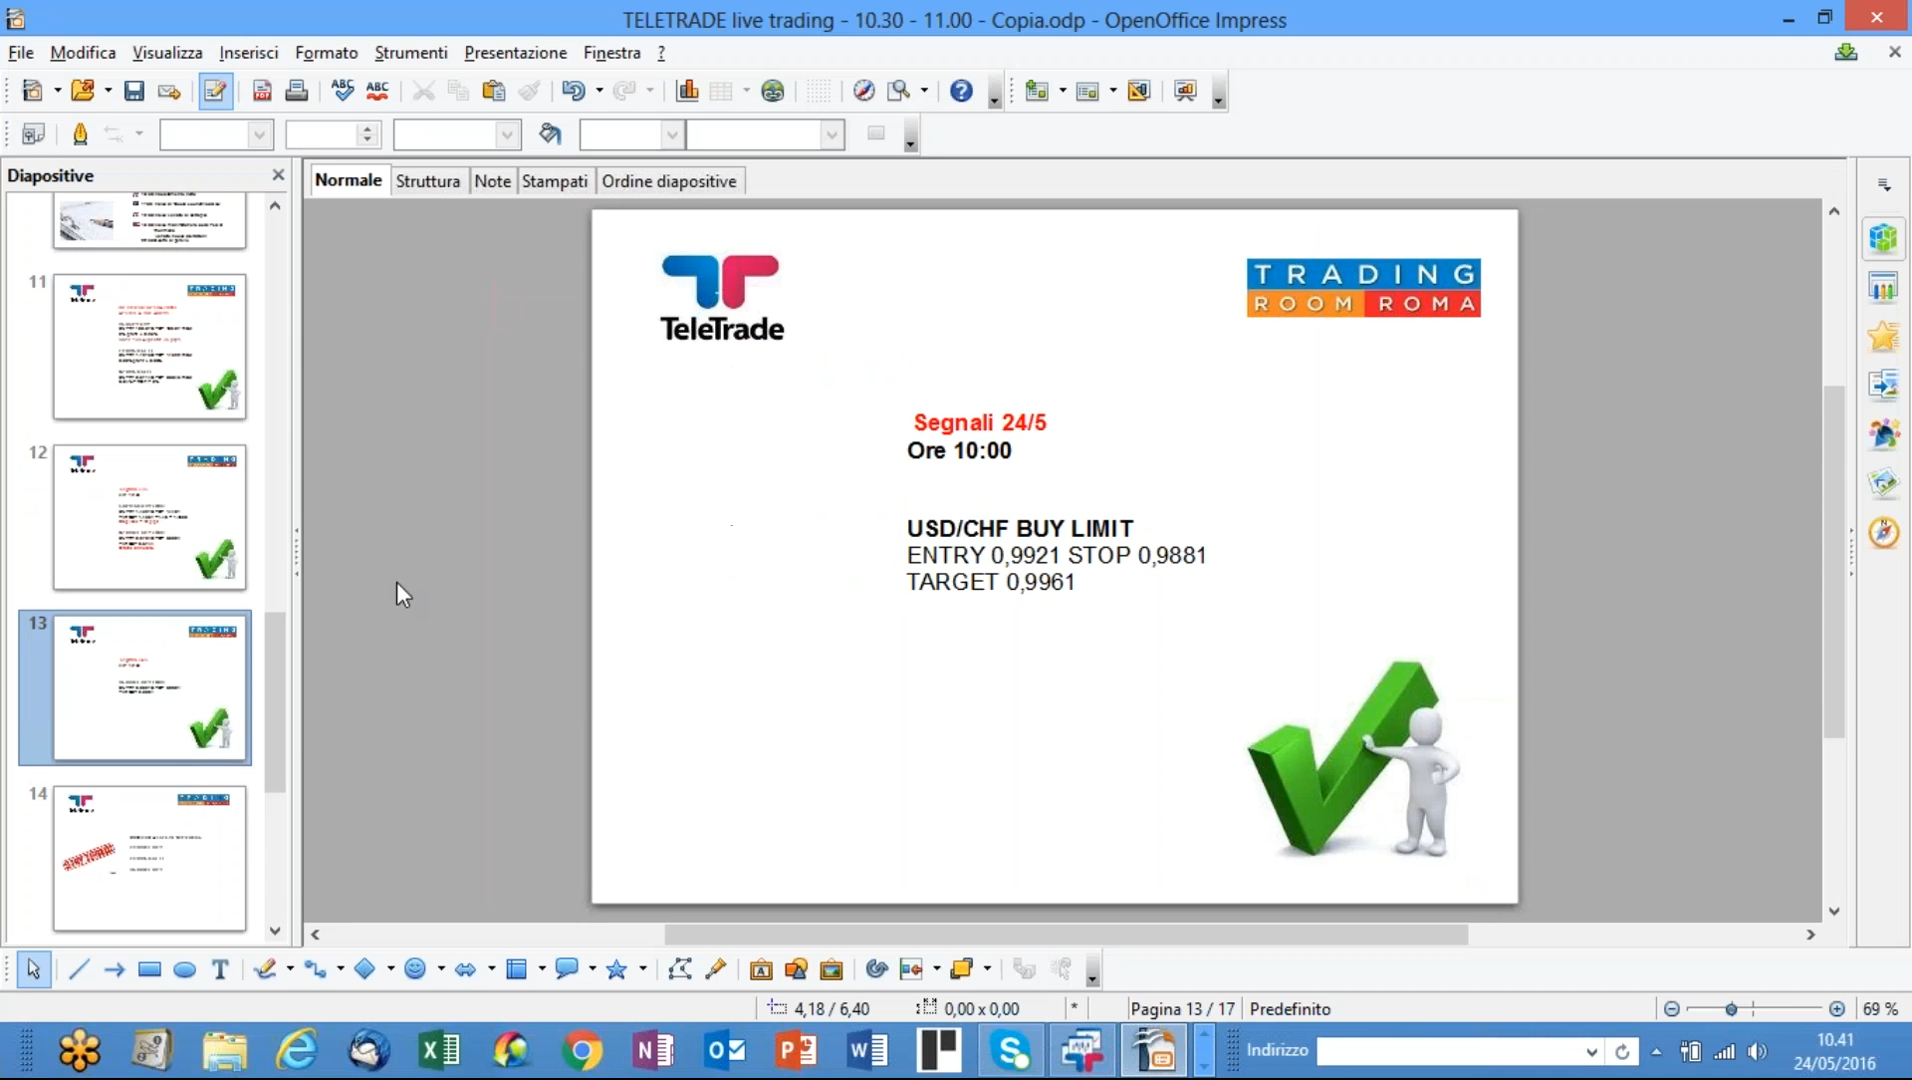 TELETRADE live trading - 10.30 - 11.00 - Copia.odp - OpenOffice Impress
File Modifica Visualizza Inserisci Formato Strumenti Presentazione Finestra ?
Diapositive
Normale Struttura Note Stampati Ordine diapositive
11
12
13
14
TeleTrade
TRADING
ROOM ROMA
Segnali 24/5
Ore 10:00
USD/CHF BUY LIMIT
ENTRY 0,9921 STOP 0,9881
TARGET 0,9961
4,18 / 6,40 0,00 x 0,00 * Pagina 13 / 17 Predefinito 69 %
Indirizzo
10.41
24/05/2016